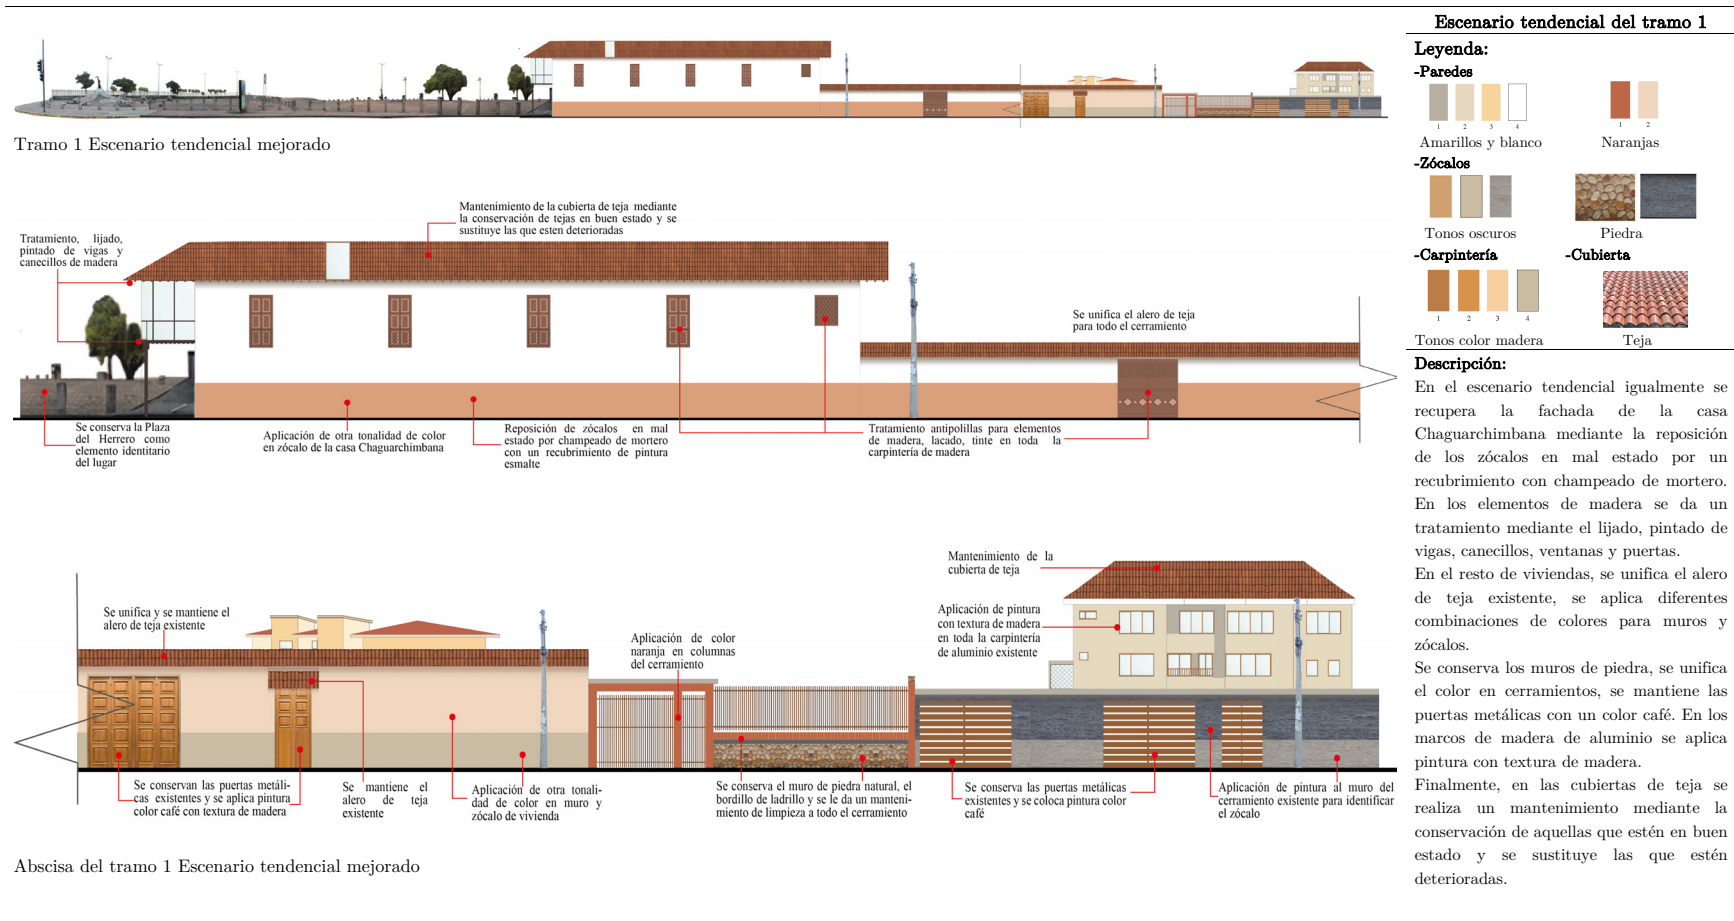 Tramo 1 Escenario tendencial mejorado
Mantenimiento de la cubierta de teja mediante
la conservación de tejas en buen estado y se
sustituye las que esten deterioradas
Tratamiento, lijado,
pintado de vigas y
canecillos de madera
Se unifica el alero de teja
para todo el cerramiento
Se conserva la Plaza
del Herrero como
elemento identitario
del lugar
Aplicación de otra tonalidad de color
en zócalo de la casa Chaguarchimbana
Reposición de zócalos en mal
estado por champeado de mortero
con un recubrimiento de pintura
esmalte
Tratamiento antipolillas para elementos
de madera, lacado, tinte en toda la
carpintería de madera
Mantenimiento de la
cubierta de teja
Se unifica y se mantiene el
alero de teja existente
Aplicación de color
naranja en columnas
del cerramiento
Aplicación de pintura
con textura de madera
en toda la carpintería
de aluminio existente
Se conservan las puertas metáli-
cas existentes y se aplica pintura
color café con textura de madera
Se mantiene el
alero de teja
existente
Aplicación de otra tonali-
dad de color en muro y
zócalo de vivienda
Se conserva el muro de piedra natural, el
bordillo de ladrillo y se le da un manteni-
miento de limpieza a todo el cerramiento
Se conserva las puertas metálicas
existentes y se coloca pintura color
café
Aplicación de pintura al muro del
cerramiento existente para identificar
el zócalo
Abscisa del tramo 1 Escenario tendencial mejorado
Escenario tendencial del tramo 1
Leyenda:
-Paredes
1 2 3 4 1 2
Amarillos y blanco Naranjas
-Zócalos
Tonos oscuros Piedra
-Carpintería -Cubierta
1 2 3 4
Tonos color madera Teja
Descripción:
En el escenario tendencial igualmente se
recupera la fachada de la casa
Chaguarchimbana mediante la reposición
de los zócalos en mal estado por un
recubrimiento con champeado de mortero.
En los elementos de madera se da un
tratamiento mediante el lijado, pintado de
vigas, canecillos, ventanas y puertas.
En el resto de viviendas, se unifica el alero
de teja existente, se aplica diferentes
combinaciones de colores para muros y
zócalos.
Se conserva los muros de piedra, se unifica
el color en cerramientos, se mantiene las
puertas metálicas con un color café. En los
marcos de madera de aluminio se aplica
pintura con textura de madera.
Finalmente, en las cubiertas de teja se
realiza un mantenimiento mediante la
conservación de aquellas que estén en buen
estado y se sustituye las que estén
deterioradas.